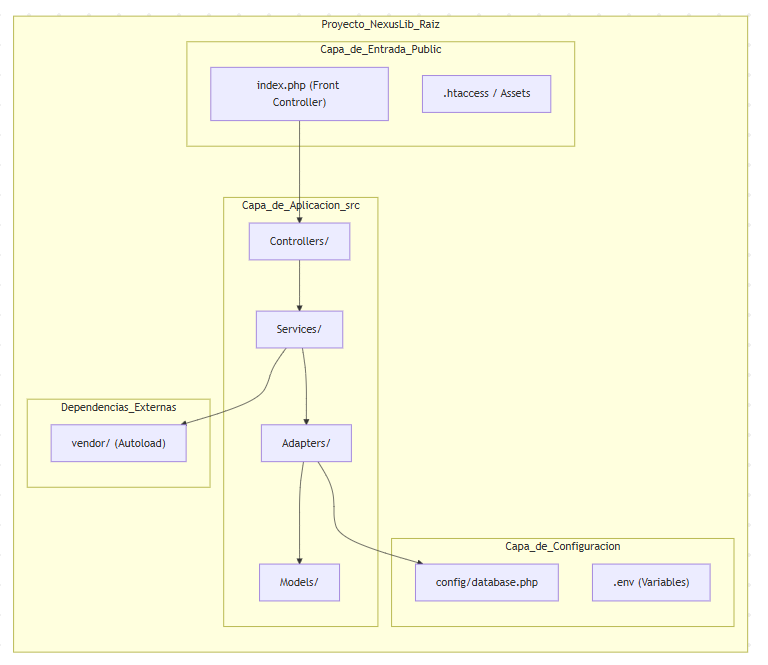 Proyecto_NexusLib_Raiz
Capa_de_Entrada_Public
index.php (Front
Controller)
.htaccess / Assets
Capa_de_Aplicacion_src
Controllers/
Services/
Dependencias_Externas
vendor/ (Autoload)
Adapters/
Capa_de_Configuracion
Models/
config/database.php
.env (Variables)